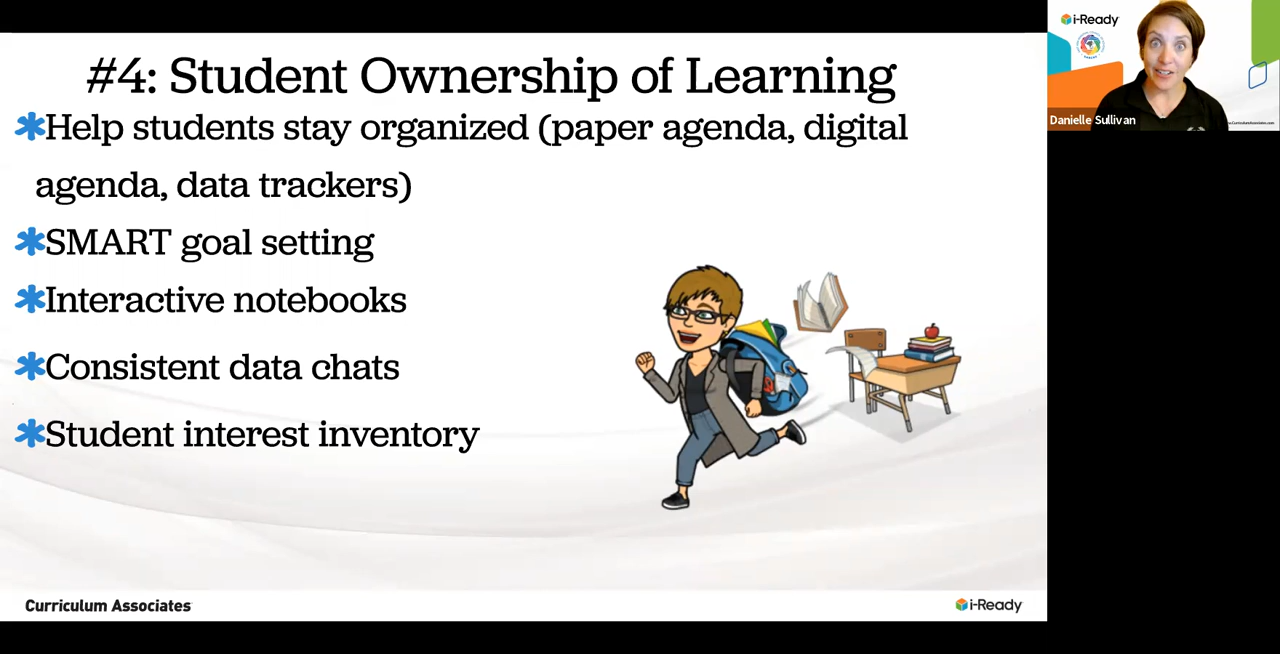 #4: Student Ownership of Learning
✱Help students stay organized (paper agenda, digital
agenda, data trackers)
✱SMART goal setting
✱Interactive notebooks
✱Consistent data chats
✱Student interest inventory
Curriculum Associates
i-Ready
i-Ready
Danielle Sullivan